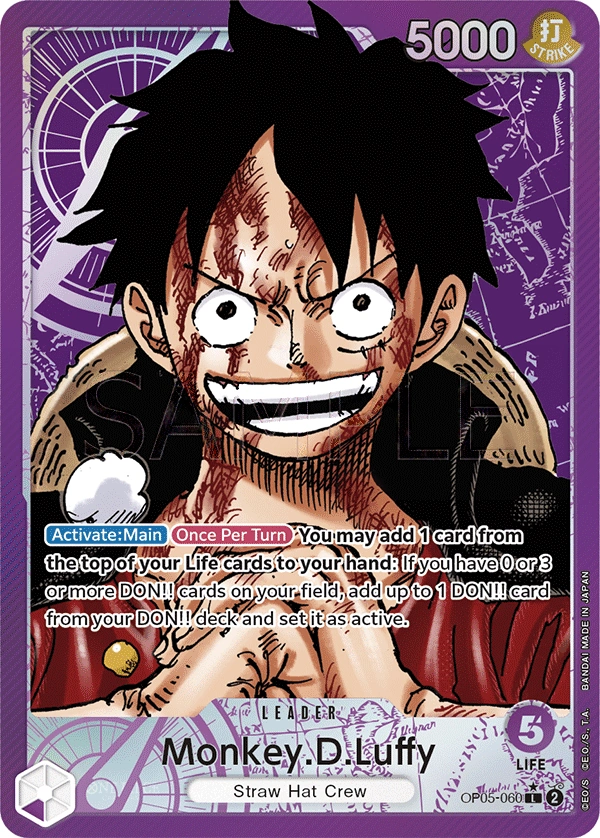 5000
打
STRIKE
SAMPLE
Activate:Main Once Per Turn You may add 1 card from
the top of your Life cards to your hand: If you have 0 or 3
or more DON!! cards on your field, add up to 1 DON!! card
from your DON!! deck and set it as active.
LEADER
Monkey.D.Luffy
Straw Hat Crew
5
LIFE
OP05-060 L 2
©E.O/S ©E.O./S., T.A. BANDAI MADE IN JAPAN